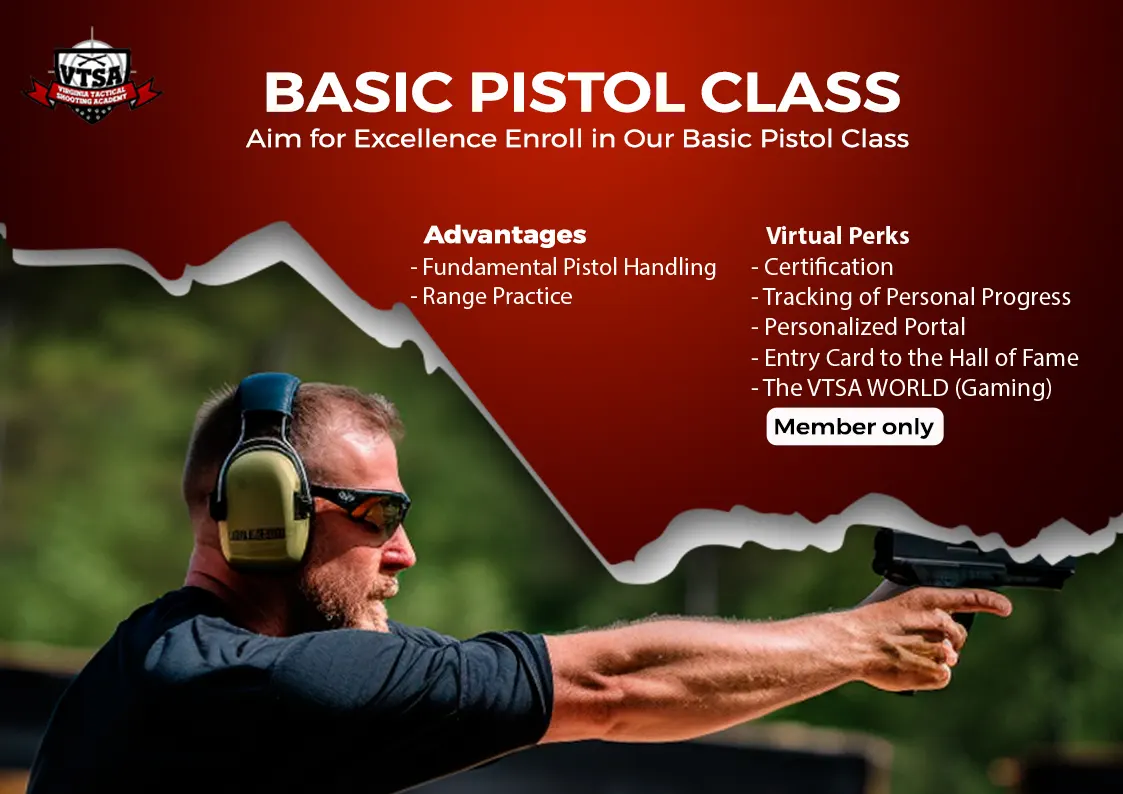 VTSA
VIRGINIA TACTICAL
SHOOTING ACADEMY
BASIC PISTOL CLASS
Aim for Excellence Enroll in Our Basic Pistol Class
Advantages
- Fundamental Pistol Handling
- Range Practice
Virtual Perks
- Certification
- Tracking of Personal Progress
- Personalized Portal
- Entry Card to the Hall of Fame
- The VTSA WORLD (Gaming)
Member only